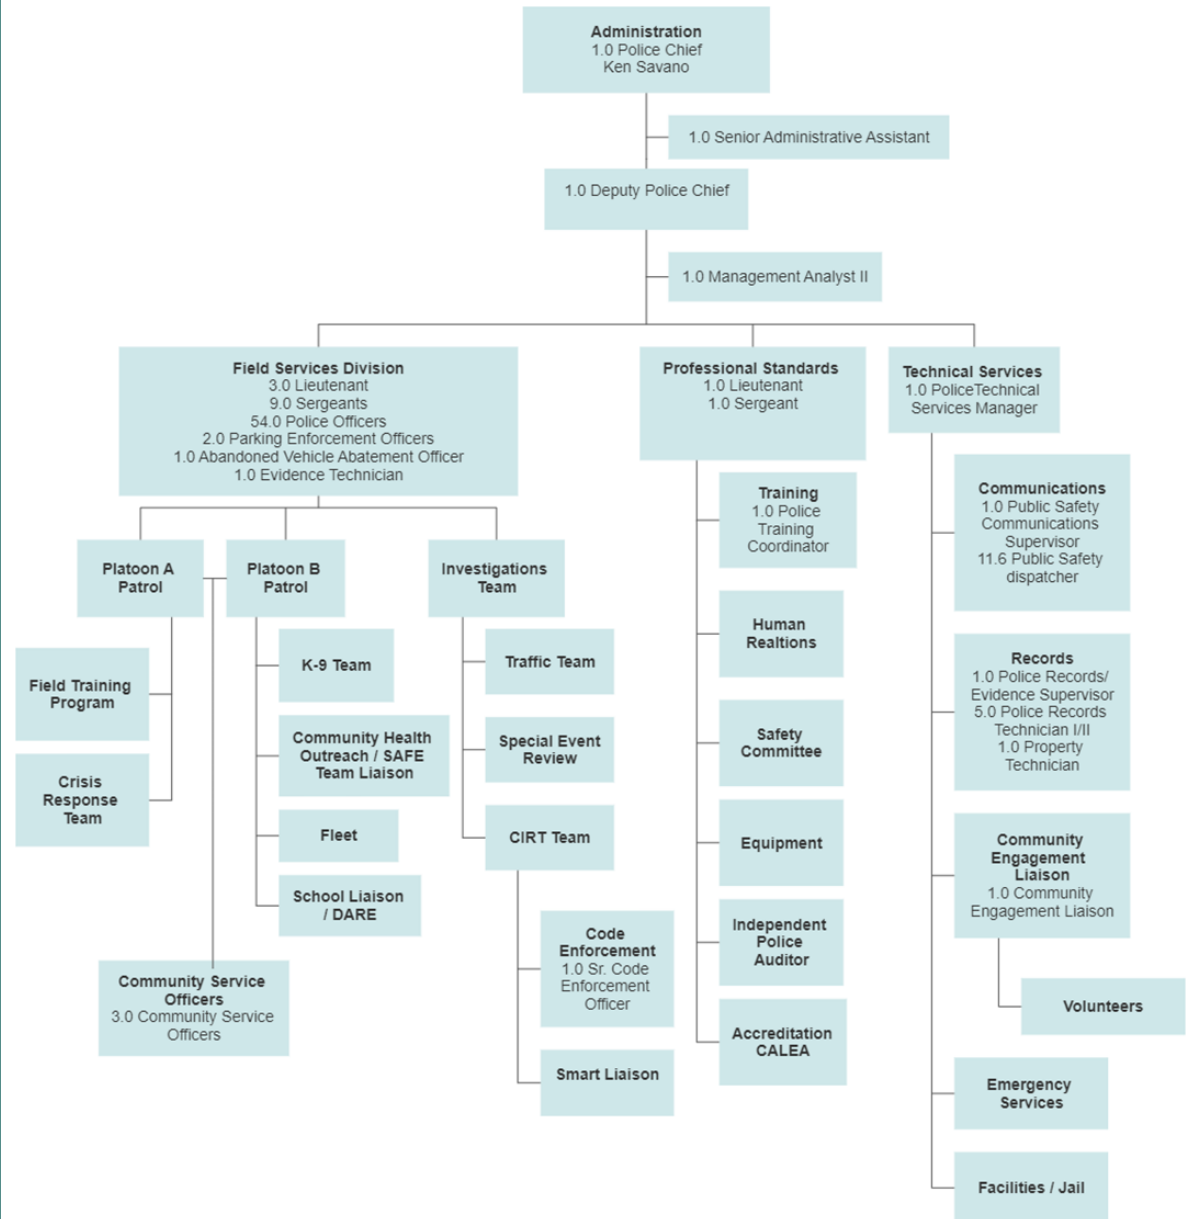 Administration
1.0 Police Chief
Ken Savano
1.0 Senior Administrative Assistant
1.0 Deputy Police Chief
1.0 Management Analyst II
Field Services Division
3.0 Lieutenant
9.0 Sergeants
54.0 Police Officers
2.0 Parking Enforcement Officers
1.0 Abandoned Vehicle Abatement Officer
1.0 Evidence Technician
Professional Standards
1.0 Lieutenant
1.0 Sergeant
Technical Services
1.0 PoliceTechnical
Services Manager
Platoon A
Patrol
Platoon B
Patrol
Investigations
Team
Field Training
Program
Crisis
Response
Team
K-9 Team
Community Health
Outreach / SAFE
Team Liaison
Fleet
School Liaison
/ DARE
Community Service
Officers
3.0 Community Service
Officers
Traffic Team
Special Event
Review
CIRT Team
Code
Enforcement
1.0 Sr. Code
Enforcement
Officer
Smart Liaison
Training
1.0 Police
Training
Coordinator
Human
Realtions
Safety
Committee
Equipment
Independent
Police
Auditor
Accreditation
CALEA
Communications
1.0 Public Safety
Communications
Supervisor
11.6 Public Safety
dispatcher
Records
1.0 Police Records/
Evidence Supervisor
5.0 Police Records
Technician I/II
1.0 Property
Technician
Community
Engagement
Liaison
1.0 Community
Engagement Liaison
Volunteers
Emergency
Services
Facilities / Jail